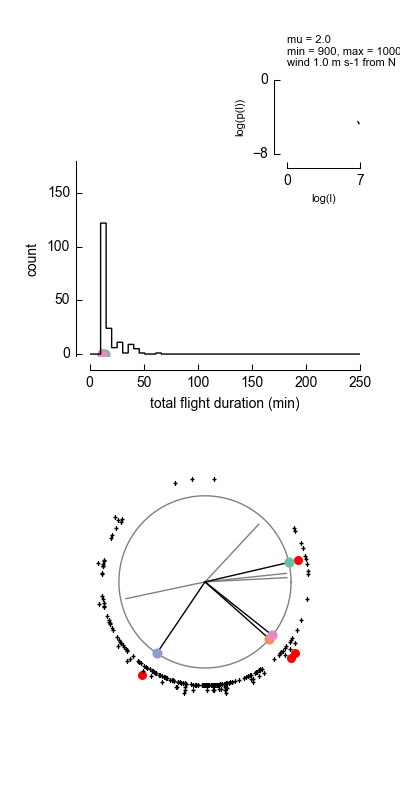 mu = 2.0
min = 900, max = 1000
wind 1.0 m s-1 from N
0
−8
log(p(l))
0
7
log(l)
150
100
50
0
count
0
50
100
150
200
250
total flight duration (min)